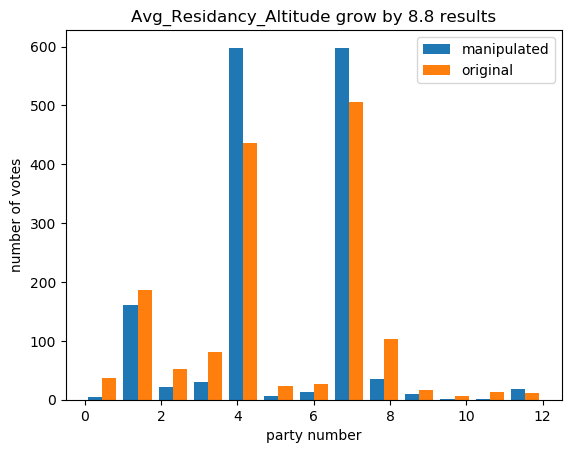 Avg_Residancy_Altitude grow by 8.8 results
manipulated
original
number of votes
600
500
400
300
200
100
0
0 2 4 6 8 10 12
party number